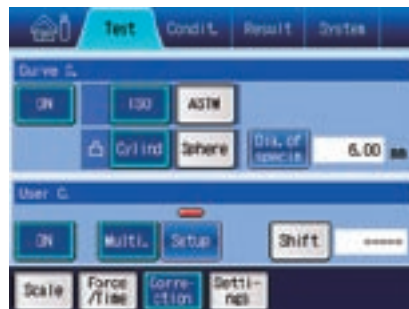 Test Condit. Result System
Curve C.
ON ISO ASTM
Cylind Sphere Dia. of specim 6.00 mm
User C.
ON Multi. Setup Shift -----
Scale Force /Time Corre- ction Setti- ngs